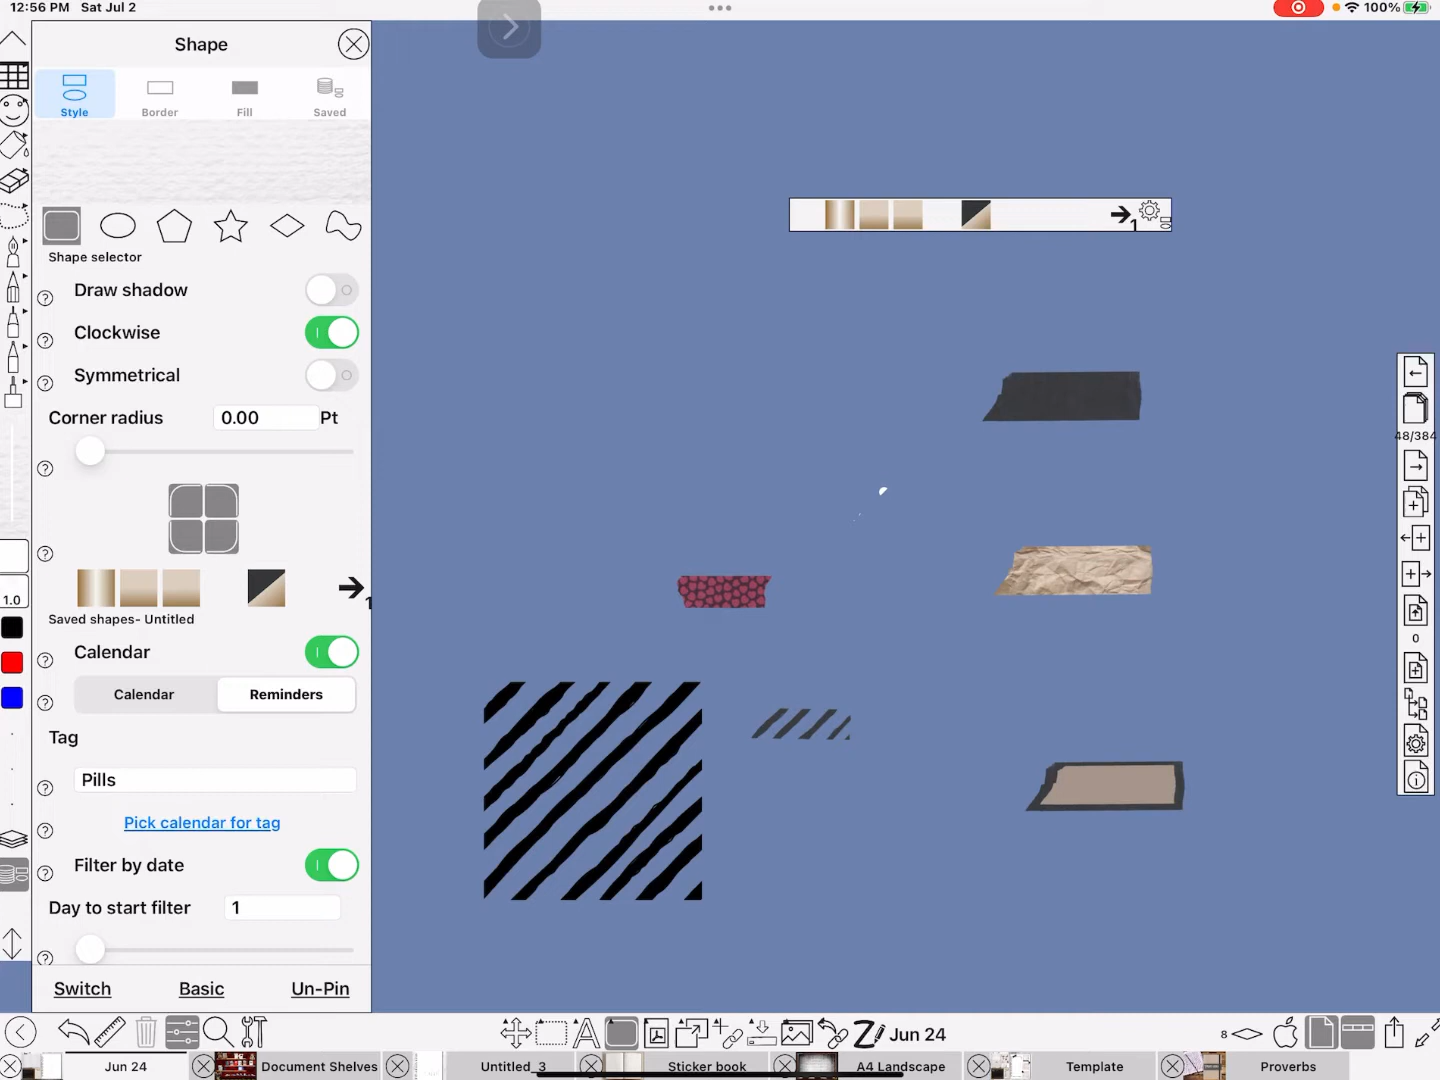 12:56 PM Sat Jul 2
100%
Shape
Style
Border
Fill
Saved
Shape selector
Draw shadow
Clockwise
Symmetrical
Corner radius 0.00 Pt
1
1
Saved shapes- Untitled
Calendar
Calendar Reminders
Tag
Pills
Pick calendar for tag
Filter by date
Day to start filter 1
Switch Basic Un-Pin
1.0
48/384
0
Jun 24
8
Jun 24
Document Shelves
Untitled_3
Sticker book
A4 Landscape
Template
Proverbs